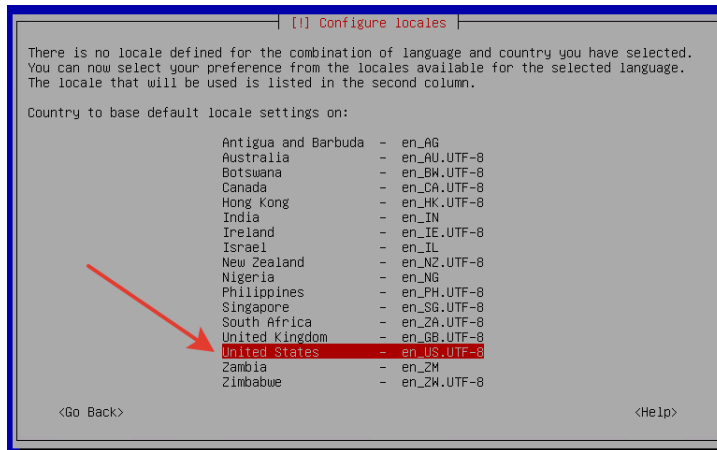 [!] Configure locales
There is no locale defined for the combination of language and country you have selected.
You can now select your preference from the locales available for the selected language.
The locale that will be used is listed in the second column.
Country to base default locale settings on:
Antigua and Barbuda - en_AG
Australia - en_AU.UTF-8
Botswana - en_BW.UTF-8
Canada - en_CA.UTF-8
Hong Kong - en_HK.UTF-8
India - en_IN
Ireland - en_IE.UTF-8
Israel - en_IL
New Zealand - en_NZ.UTF-8
Nigeria - en_NG
Philippines - en_PH.UTF-8
Singapore - en_SG.UTF-8
South Africa - en_ZA.UTF-8
United Kingdom - en_GB.UTF-8
United States - en_US.UTF-8
Zambia - en_ZM
Zimbabwe - en_ZW.UTF-8
<Go Back> <Help>